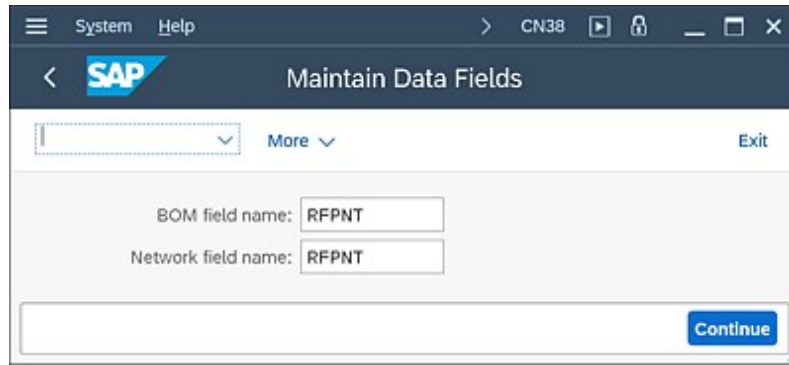 System Help CN38
SAP Maintain Data Fields
More Exit
BOM field name: RFPNT
Network field name: RFPNT
Continue